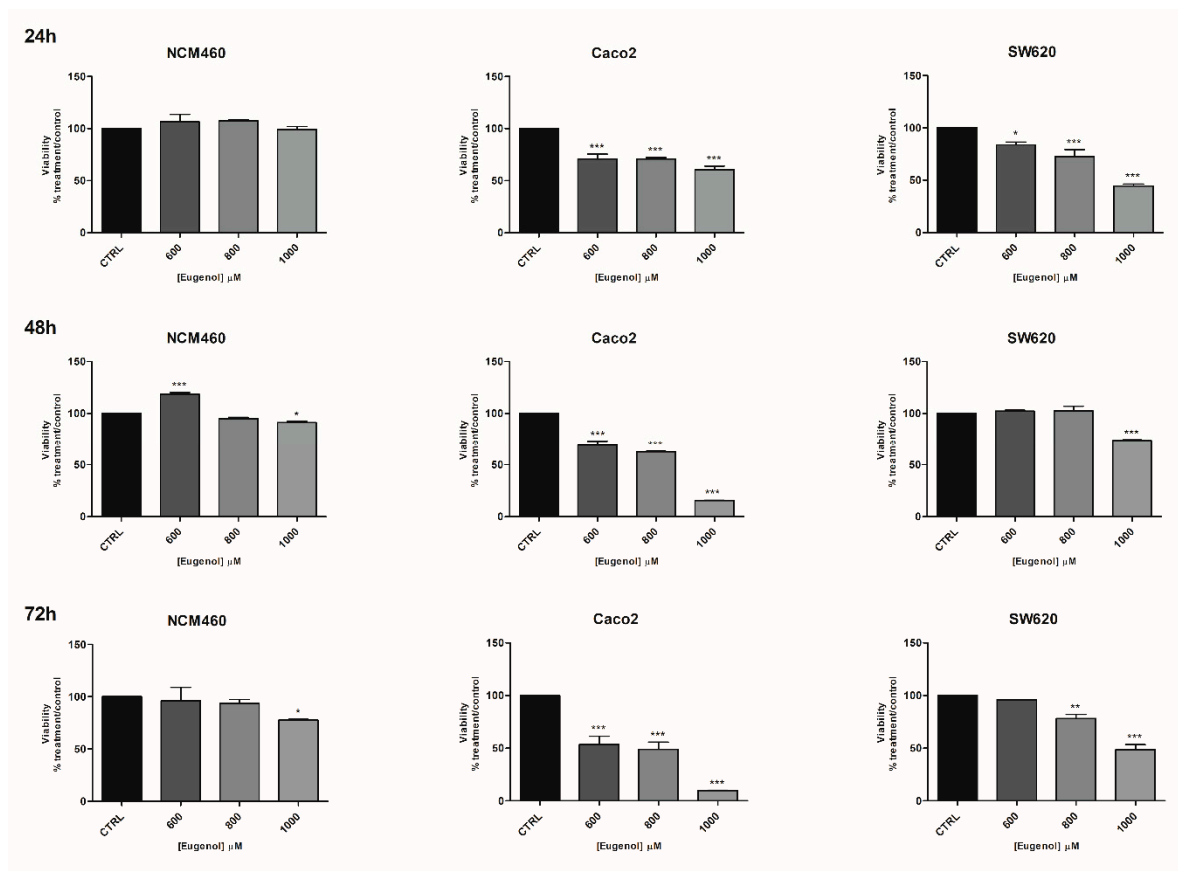 24h
NCM460
Caco2
SW620
Viability
% treatment/control
150
100
50
0
CTRL
600
800
1000
[Eugenol] µM
Viability
% treatment/control
150
100
50
0
***
***
***
CTRL
600
800
1000
[Eugenol] µM
Viability
% treatment/control
150
100
50
0
*
***
***
CTRL
600
800
1000
[Eugenol] µM
48h
NCM460
Caco2
SW620
Viability
% treatment/control
150
100
50
0
***
*
CTRL
600
800
1000
[Eugenol] µM
Viability
% treatment/control
150
100
50
0
***
***
***
CTRL
600
800
1000
[Eugenol] µM
Viability
% treatment/control
150
100
50
0
***
CTRL
600
800
1000
[Eugenol] µM
72h
NCM460
Caco2
SW620
Viability
% treatment/control
150
100
50
0
*
CTRL
600
800
1000
[Eugenol] µM
Viability
% treatment/control
150
100
50
0
***
***
***
CTRL
600
800
1000
[Eugenol] µM
Viability
% treatment/control
150
100
50
0
**
***
CTRL
600
800
1000
[Eugenol] µM